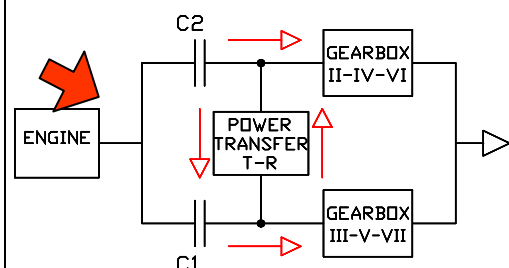 C2
GEARBOX
II-IV-VI
ENGINE
POWER
TRANSFER
T-R
GEARBOX
III-V-VII
C1